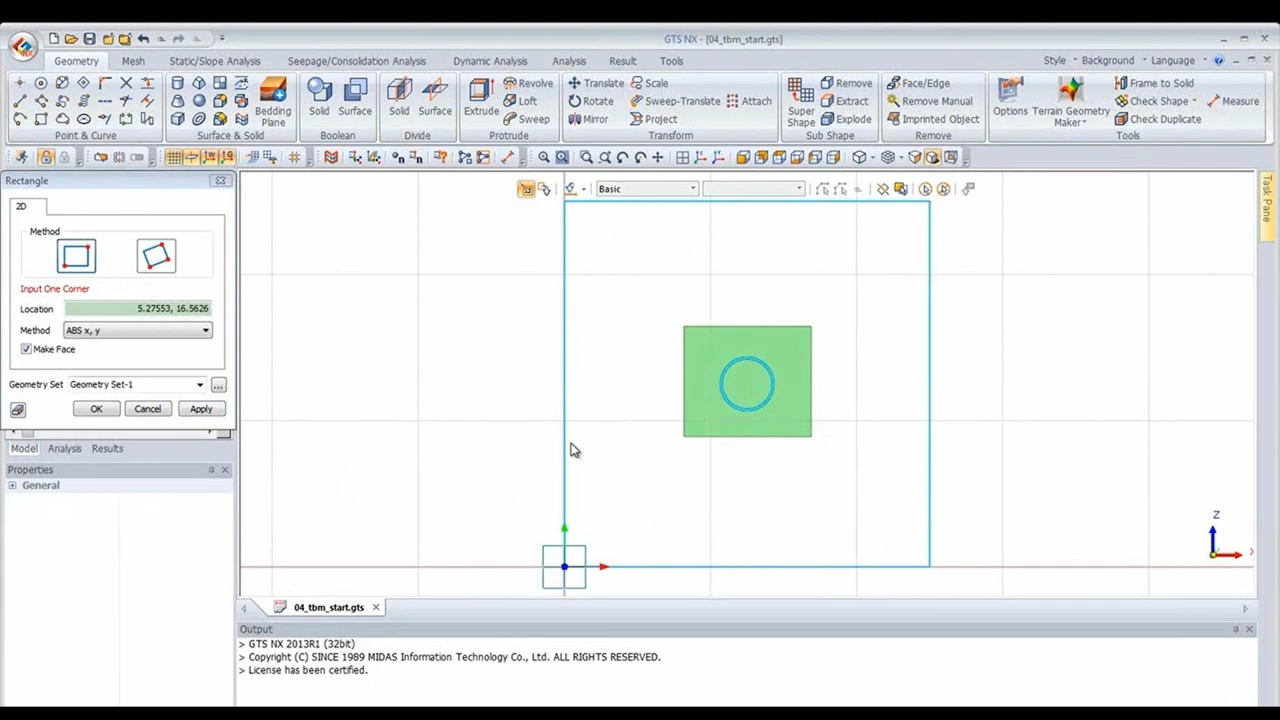 GTS NX - [04_tbm_start.gts]
Geometry Mesh Static/Slope Analysis Seepage/Consolidation Analysis Dynamic Analysis Analysis Result Tools Style Background Language
Revolve Translate Scale Remove Face/Edge Frame to Solid
Loft Rotate Sweep-Translate Attach Extract Remove Manual Check Shape Measure
Bedding Plane Solid Surface Solid Surface Extrude Sweep Mirror Project Super Shape Explode Imprinted Object Options Terrain Geometry Maker Check Duplicate
Point & Curve Surface & Solid Boolean Divide Protrude Transform Sub Shape Remove Tools
Rectangle
Basic
Task Pane
2D
Method
Input One Corner
Location 5.27553, 16.5626
Method ABS x, y
Make Face
Geometry Set Geometry Set-1 ...
OK Cancel Apply
Model Analysis Results
Properties
General
Z
04_tbm_start.gts
Output
> GTS NX 2013R1 (32bit)
> Copyright (C) SINCE 1989 MIDAS Information Technology Co., Ltd. ALL RIGHTS RESERVED.
> License has been certified.